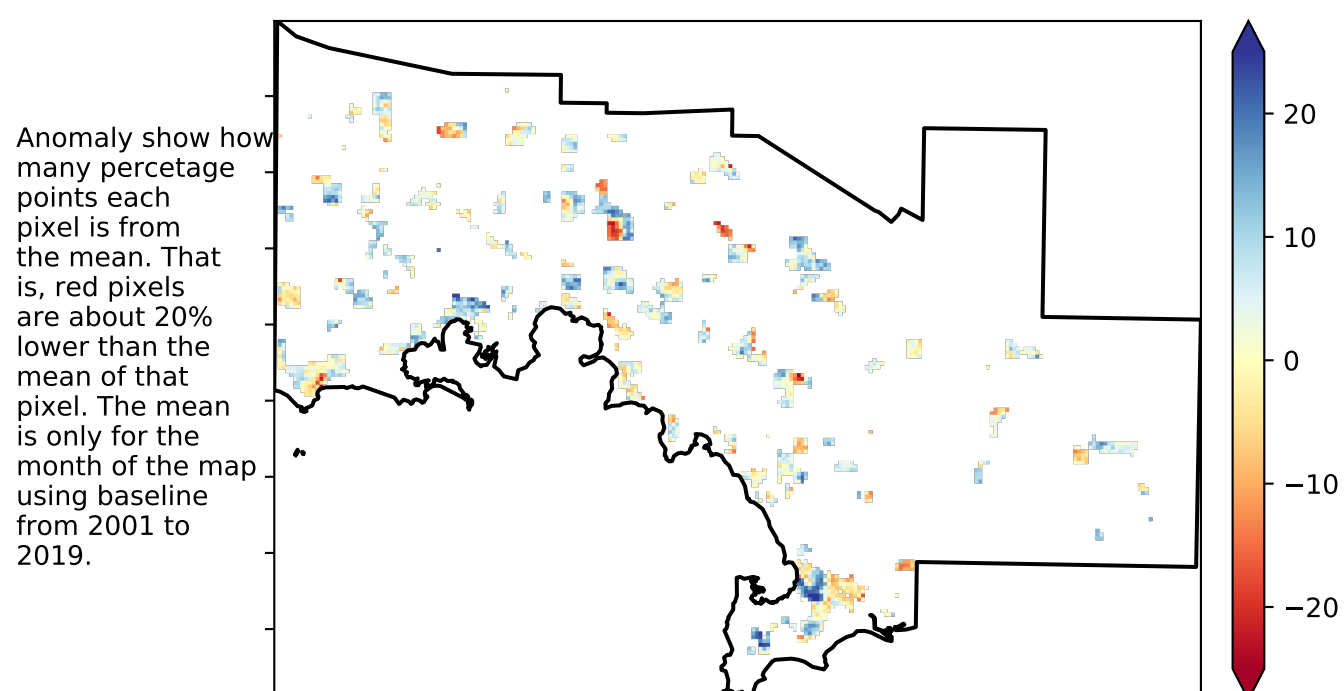 Anomaly show how
many percetage
points each
pixel is from
the mean. That
is, red pixels
are about 20%
lower than the
mean of that
pixel. The mean
is only for the
month of the map
using baseline
from 2001 to
2019.
20
10
0
−10
−20